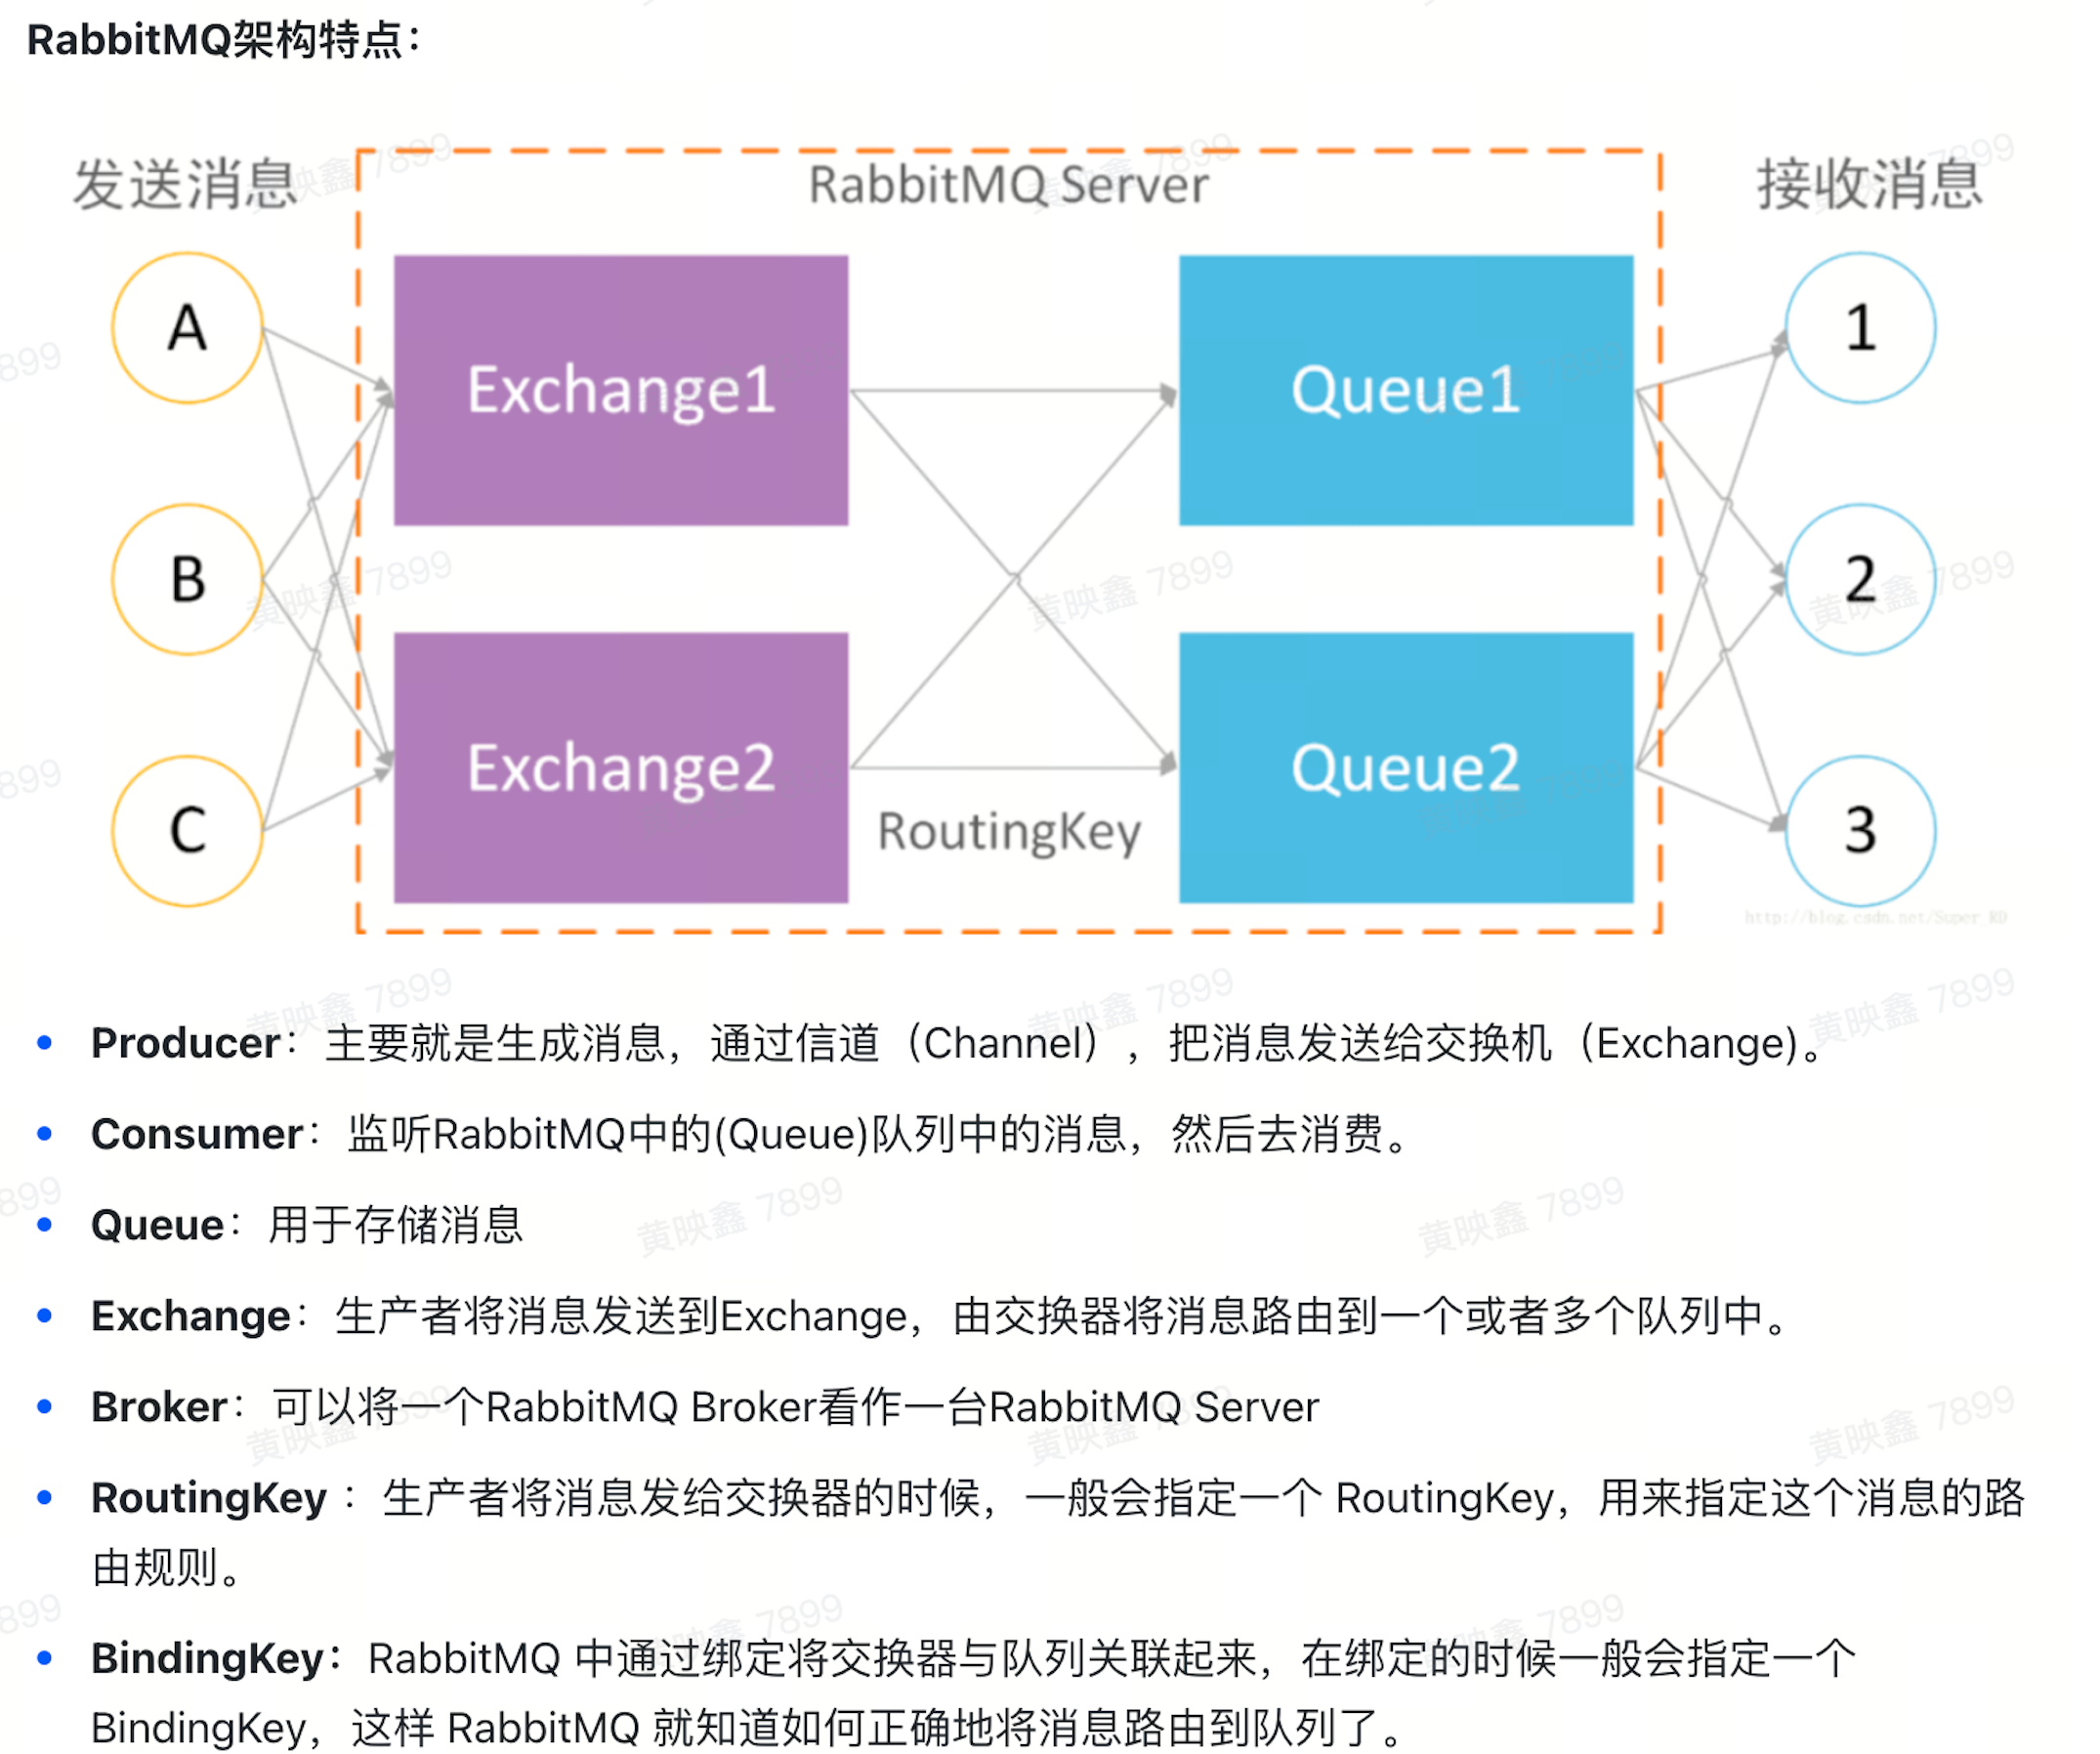 RabbitMQ架构特点：
发送消息
RabbitMQ Server
接收消息
A
Exchange1
Queue1
1
B
2
Exchange2
Queue2
C
RoutingKey
3
http://blog.csdn.net/Super_RD
Producer：主要就是生成消息，通过信道（Channel），把消息发送给交换机（Exchange)。
Consumer：监听RabbitMQ中的(Queue)队列中的消息，然后去消费。
Queue：用于存储消息
Exchange：生产者将消息发送到Exchange，由交换器将消息路由到一个或者多个队列中。
Broker：可以将一个RabbitMQ Broker看作一台RabbitMQ Server
RoutingKey ：生产者将消息发给交换器的时候，一般会指定一个 RoutingKey，用来指定这个消息的路
由规则。
BindingKey：RabbitMQ 中通过绑定将交换器与队列关联起来，在绑定的时候一般会指定一个
BindingKey，这样 RabbitMQ 就知道如何正确地将消息路由到队列了。
黄映鑫 7899